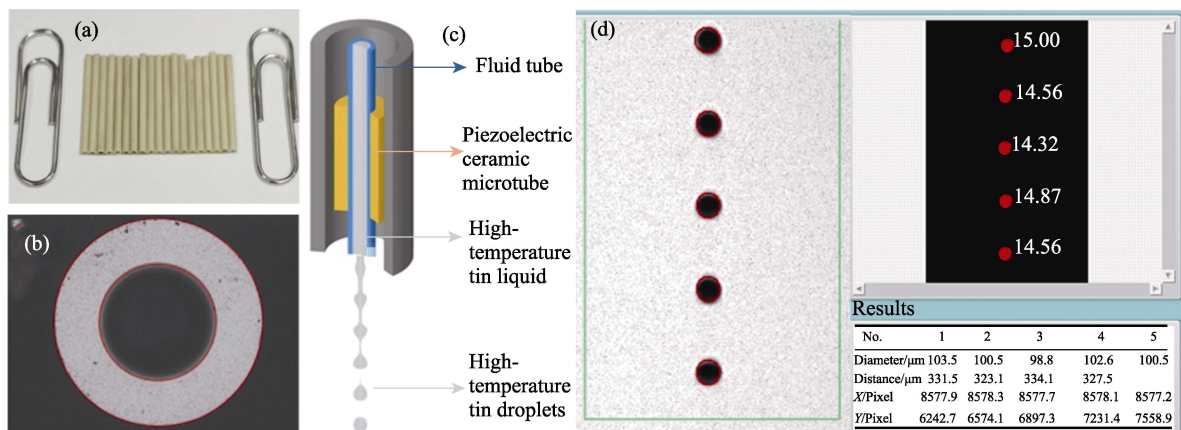 (a)
(b)
(c)
Fluid tube
Piezoelectric
ceramic
microtube
High-
temperature
tin liquid
High-
temperature
tin droplets
(d)
15.00
14.56
14.32
14.87
14.56
Results
No. 1 2 3 4 5
Diameter/μm 103.5 100.5 98.8 102.6 100.5
Distance/μm 331.5 323.1 334.1 327.5
X/Pixel 8577.9 8578.3 8577.7 8578.1 8577.2
Y/Pixel 6242.7 6574.1 6897.3 7231.4 7558.9